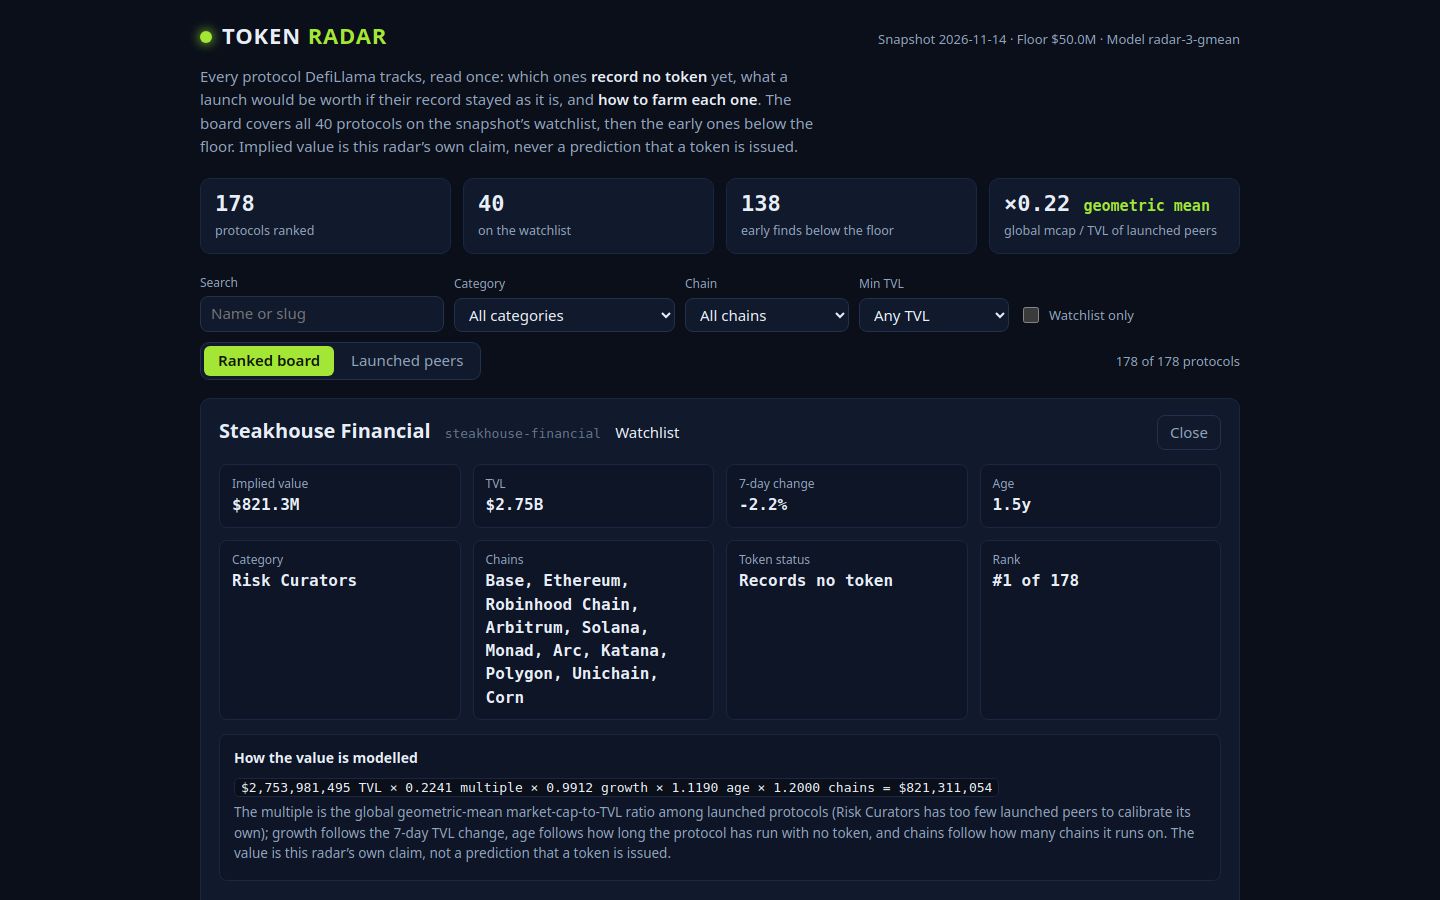 TOKEN RADAR
Snapshot 2026-11-14 · Floor $50.0M · Model radar-3-gmean
Every protocol DefiLlama tracks, read once: which ones record no token yet, what a
launch would be worth if their record stayed as it is, and how to farm each one. The
board covers all 40 protocols on the snapshot’s watchlist, then the early ones below the
floor. Implied value is this radar’s own claim, never a prediction that a token is issued.
178
protocols ranked
40
on the watchlist
138
early finds below the floor
×0.22 geometric mean
global mcap / TVL of launched peers
Search
Name or slug
Category
All categories
Chain
All chains
Min TVL
Any TVL
Watchlist only
Ranked board
Launched peers
178 of 178 protocols
Steakhouse Financial steakhouse-financial Watchlist
Close
Implied value
$821.3M
TVL
$2.75B
7-day change
-2.2%
Age
1.5y
Category
Risk Curators
Chains
Base, Ethereum,
Robinhood Chain,
Arbitrum, Solana,
Monad, Arc, Katana,
Polygon, Unichain,
Corn
Token status
Records no token
Rank
#1 of 178
How the value is modelled
$2,753,981,495 TVL × 0.2241 multiple × 0.9912 growth × 1.1190 age × 1.2000 chains = $821,311,054
The multiple is the global geometric-mean market-cap-to-TVL ratio among launched protocols (Risk Curators has too few launched peers to calibrate its
own); growth follows the 7-day TVL change, age follows how long the protocol has run with no token, and chains follow how many chains it runs on. The
value is this radar’s own claim, not a prediction that a token is issued.